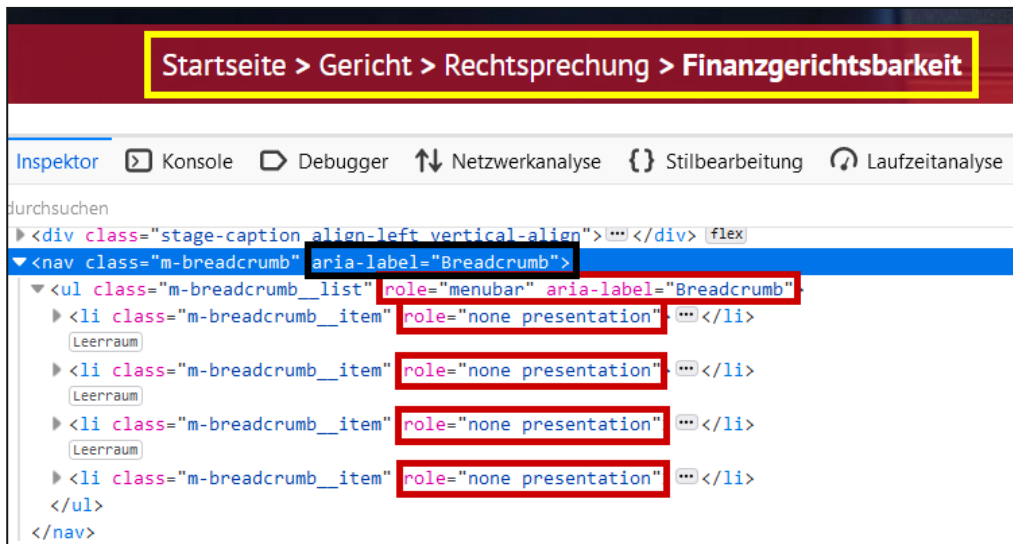 Startseite > Gericht > Rechtsprechung > Finanzgerichtsbarkeit
Inspektor Konsole Debugger Netzwerkanalyse {} Stilbearbeitung Laufzeitanalyse
durchsuchen
<div class="stage-caption align-left vertical-align"> ••• </div> flex
<nav class="m-breadcrumb" aria-label="Breadcrumb">
<ul class="m-breadcrumb__list" role="menubar" aria-label="Breadcrumb">
<li class="m-breadcrumb__item" role="none presentation"> ••• </li>
Leerraum
<li class="m-breadcrumb__item" role="none presentation"> ••• </li>
Leerraum
<li class="m-breadcrumb__item" role="none presentation"> ••• </li>
Leerraum
<li class="m-breadcrumb__item" role="none presentation"> ••• </li>
</ul>
</nav>